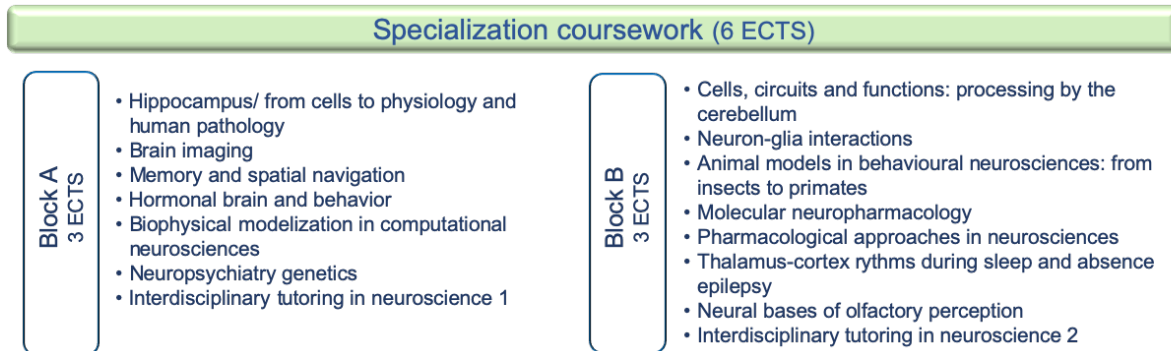 Specialization coursework (6 ECTS)
Block A
3 ECTS
• Hippocampus/ from cells to physiology and
human pathology
• Brain imaging
• Memory and spatial navigation
• Hormonal brain and behavior
• Biophysical modelization in computational
neurosciences
• Neuropsychiatry genetics
• Interdisciplinary tutoring in neuroscience 1
Block B
3 ECTS
• Cells, circuits and functions: processing by the
cerebellum
• Neuron-glia interactions
• Animal models in behavioural neurosciences: from
insects to primates
• Molecular neuropharmacology
• Pharmacological approaches in neurosciences
• Thalamus-cortex rythms during sleep and absence
epilepsy
• Neural bases of olfactory perception
• Interdisciplinary tutoring in neuroscience 2